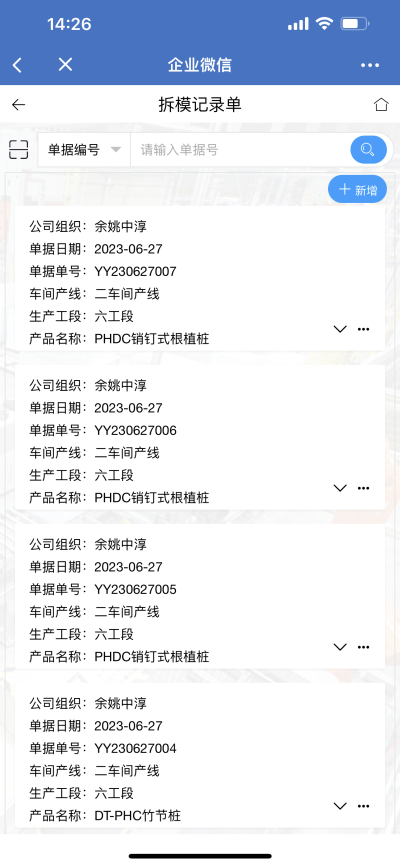 14:26
企业微信
拆模记录单
单据编号 请输入单据号
新增
公司组织：余姚中淳
单据日期：2023-06-27
单据单号：YY230627007
车间产线：二车间产线
生产工段：六工段
产品名称：PHDC销钉式根植桩
公司组织：余姚中淳
单据日期：2023-06-27
单据单号：YY230627006
车间产线：二车间产线
生产工段：六工段
产品名称：PHDC销钉式根植桩
公司组织：余姚中淳
单据日期：2023-06-27
单据单号：YY230627005
车间产线：二车间产线
生产工段：六工段
产品名称：PHDC销钉式根植桩
公司组织：余姚中淳
单据日期：2023-06-27
单据单号：YY230627004
车间产线：二车间产线
生产工段：六工段
产品名称：DT-PHC竹节桩